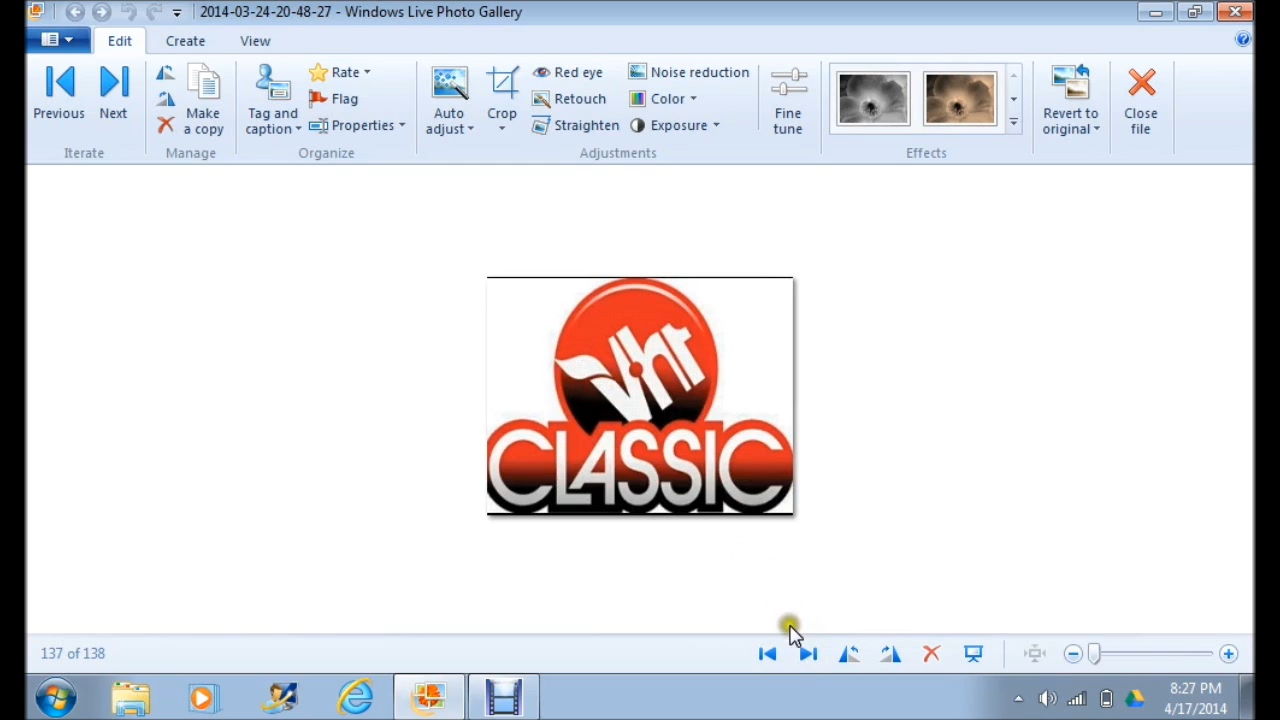 2014-03-24-20-48-27 - Windows Live Photo Gallery
Edit Create View
Previous
Next
Iterate
Make a copy
Manage
Tag and caption
Rate
Flag
Properties
Organize
Auto adjust
Crop
Red eye
Retouch
Straighten
Noise reduction
Color
Exposure
Fine tune
Adjustments
Effects
Revert to original
Close file
Vht
CLASSIC
137 of 138
8:27 PM
4/17/2014